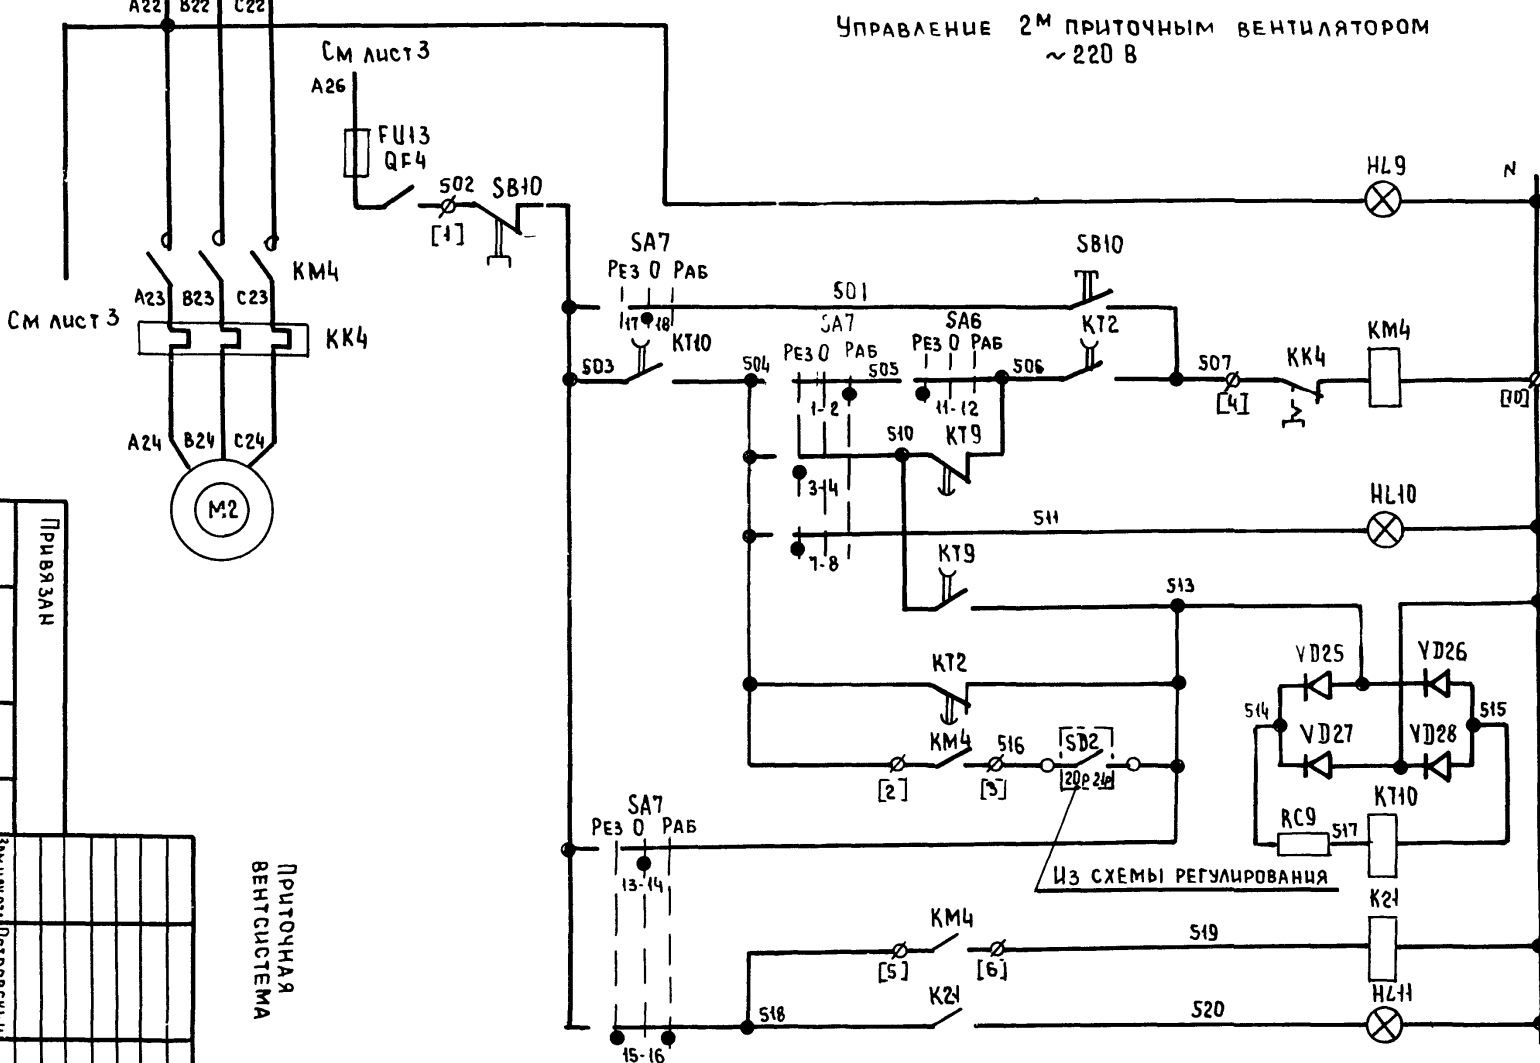 A22 B22 C22
Управление 2м приточным вентилятором
~220 В
См лист 3
A26
FU13
QF4
HL9
N
502
SB10
[1]
SA7
РЕЗ 0 РАБ
SB10
KM4
A23 B23 C23
501
17 18
См лист 3
KK4
SA7
SA6
KT2
KM4
KT10
РЕЗ 0 РАБ
РЕЗ 0 РАБ
KK4
503
504
505
506
507
[4]
[10]
1-2
11-12
A24 B24 C24
510
KT9
M2
3-14
HL10
511
7-8
Привязан
KT9
513
KT2
VD25
VD26
514
515
KM4
516
SD2
VD27
VD28
[2]
[3]
20р 21р
KT10
SA7
РЕЗ 0 РАБ
RC9
517
13-14
Из схемы регулирования
K21
Приточная
вентсистема
KM4
519
[5]
[6]
K21
HL11
518
520
15-16